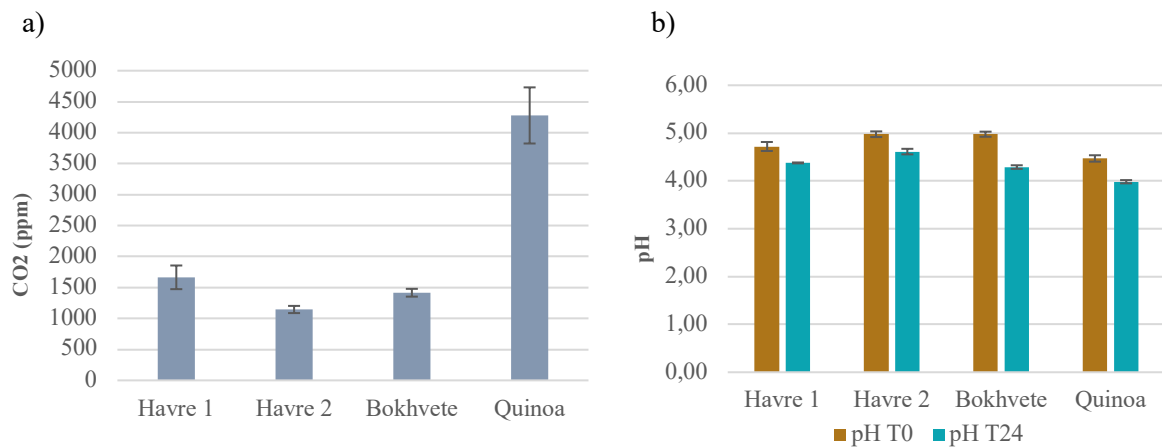 a)
CO2 (ppm)
5000
4500
4000
3500
3000
2500
2000
1500
1000
500
0
Havre 1 Havre 2 Bokhvete Quinoa
b)
pH
6,00
5,00
4,00
3,00
2,00
1,00
0,00
Havre 1 Havre 2 Bokhvete Quinoa
pH T0 pH T24